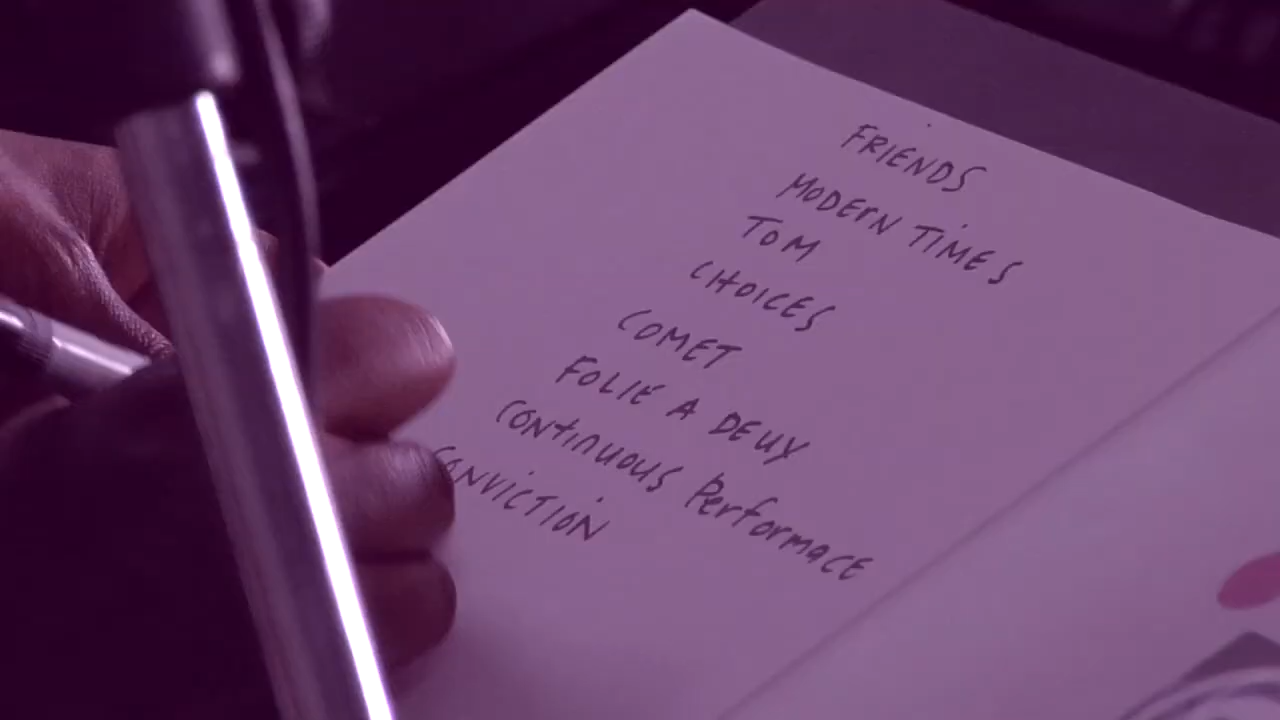 FRIENDS
MODERN TIMES
TOM
CHOICES
COMET
FOLIE A DEUX
CONTINUOUS PERFORMACE
CONVICTION